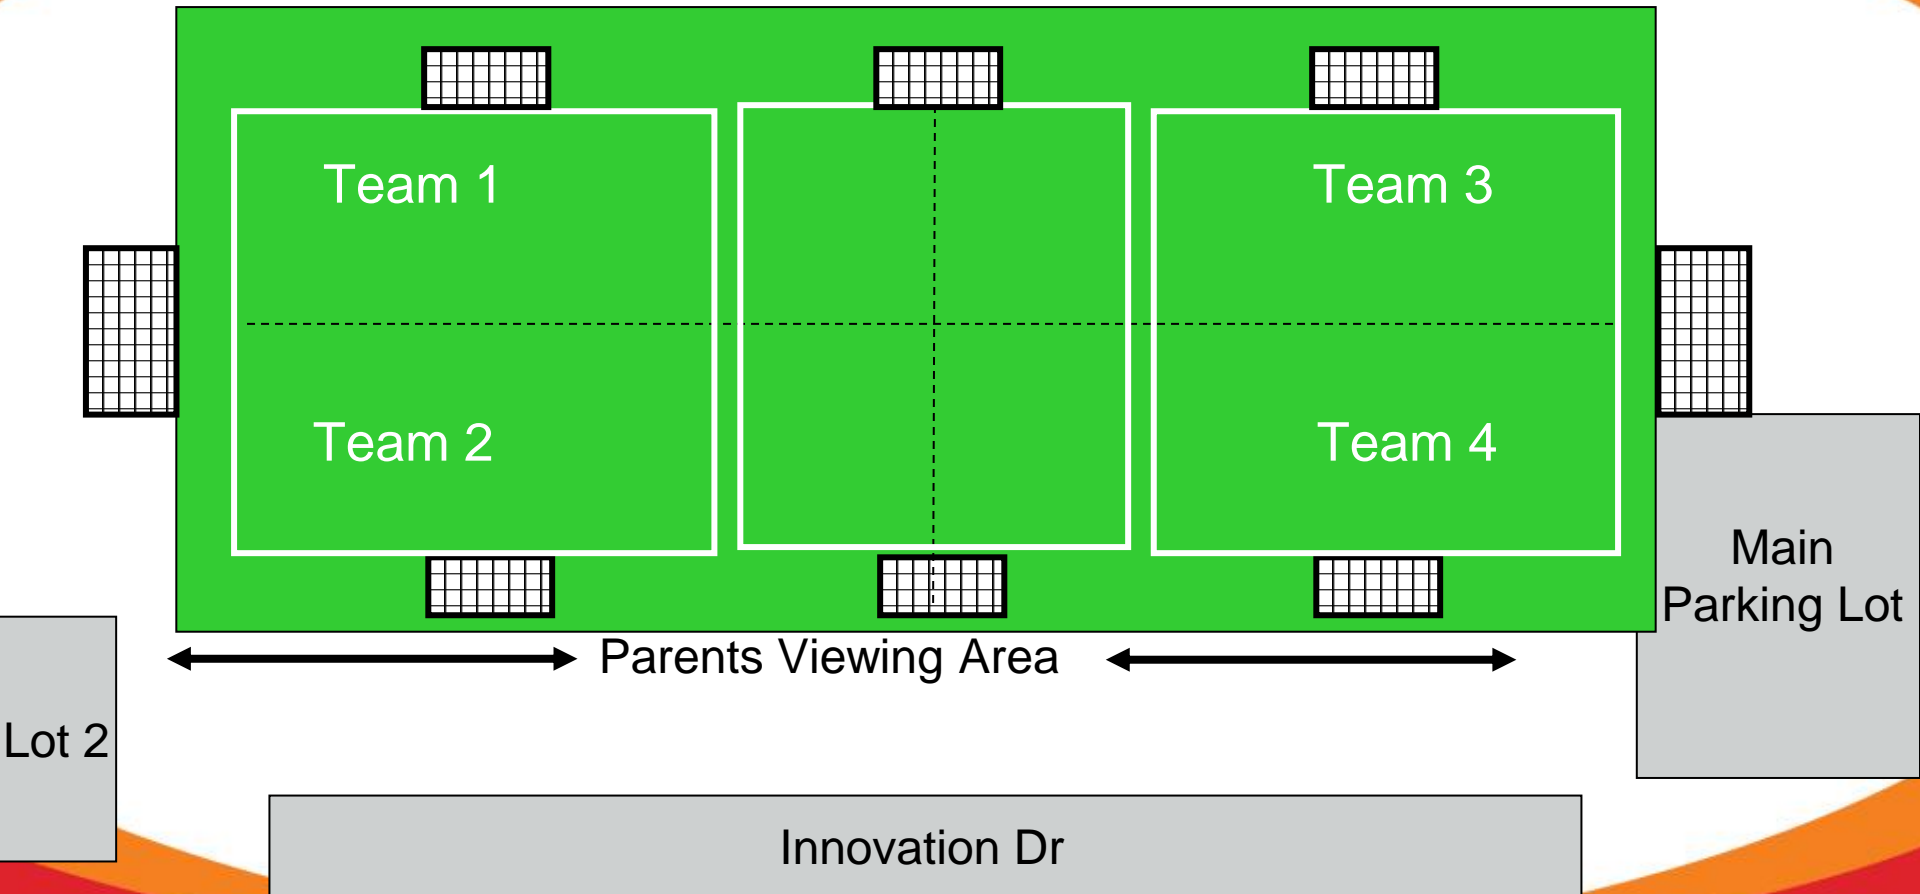 Team 1
Team 3
Team 2
Team 4
Main
Parking Lot
Parents Viewing Area
Lot 2
Innovation Dr